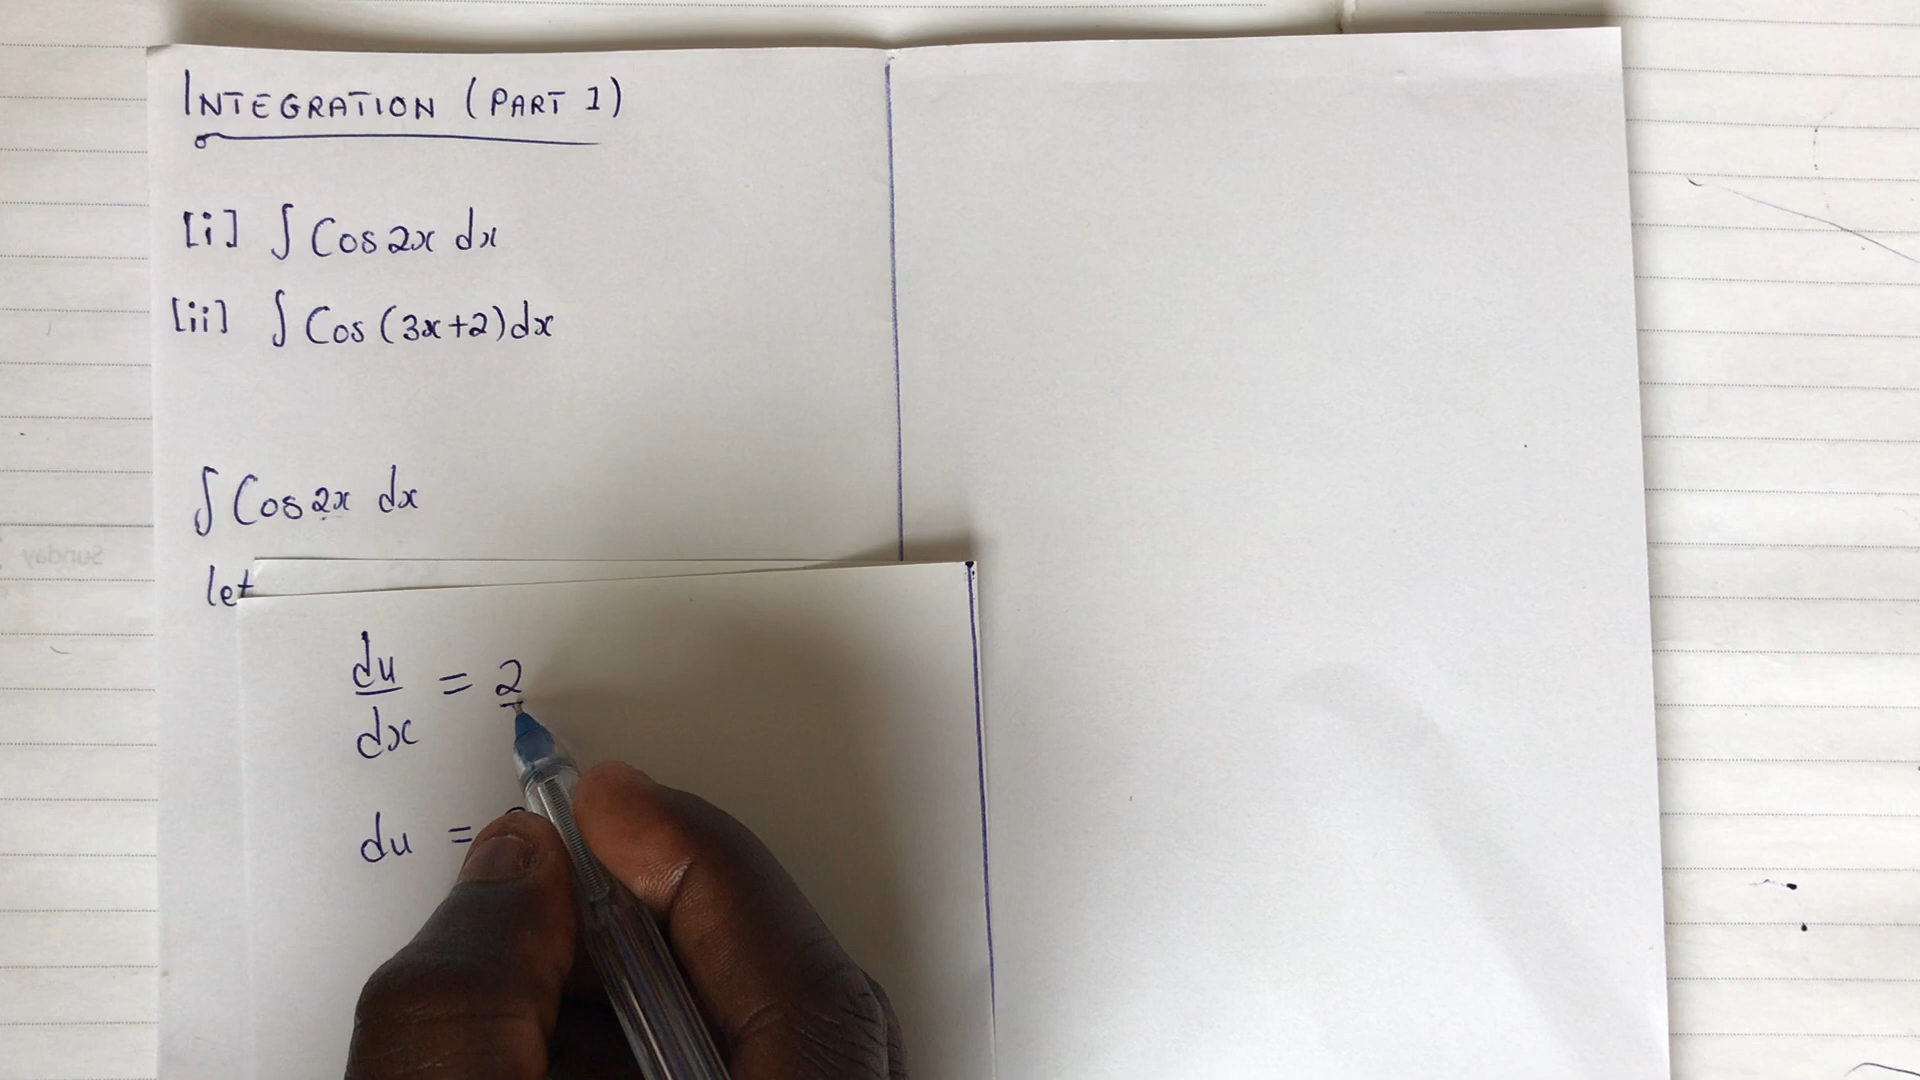 INTEGRATION (PART 1)
[i] ∫ Cos 2x dx
[ii] ∫ Cos (3x+2) dx
∫ Cos 2x dx
let
du/dx = 2
du =
Sunday